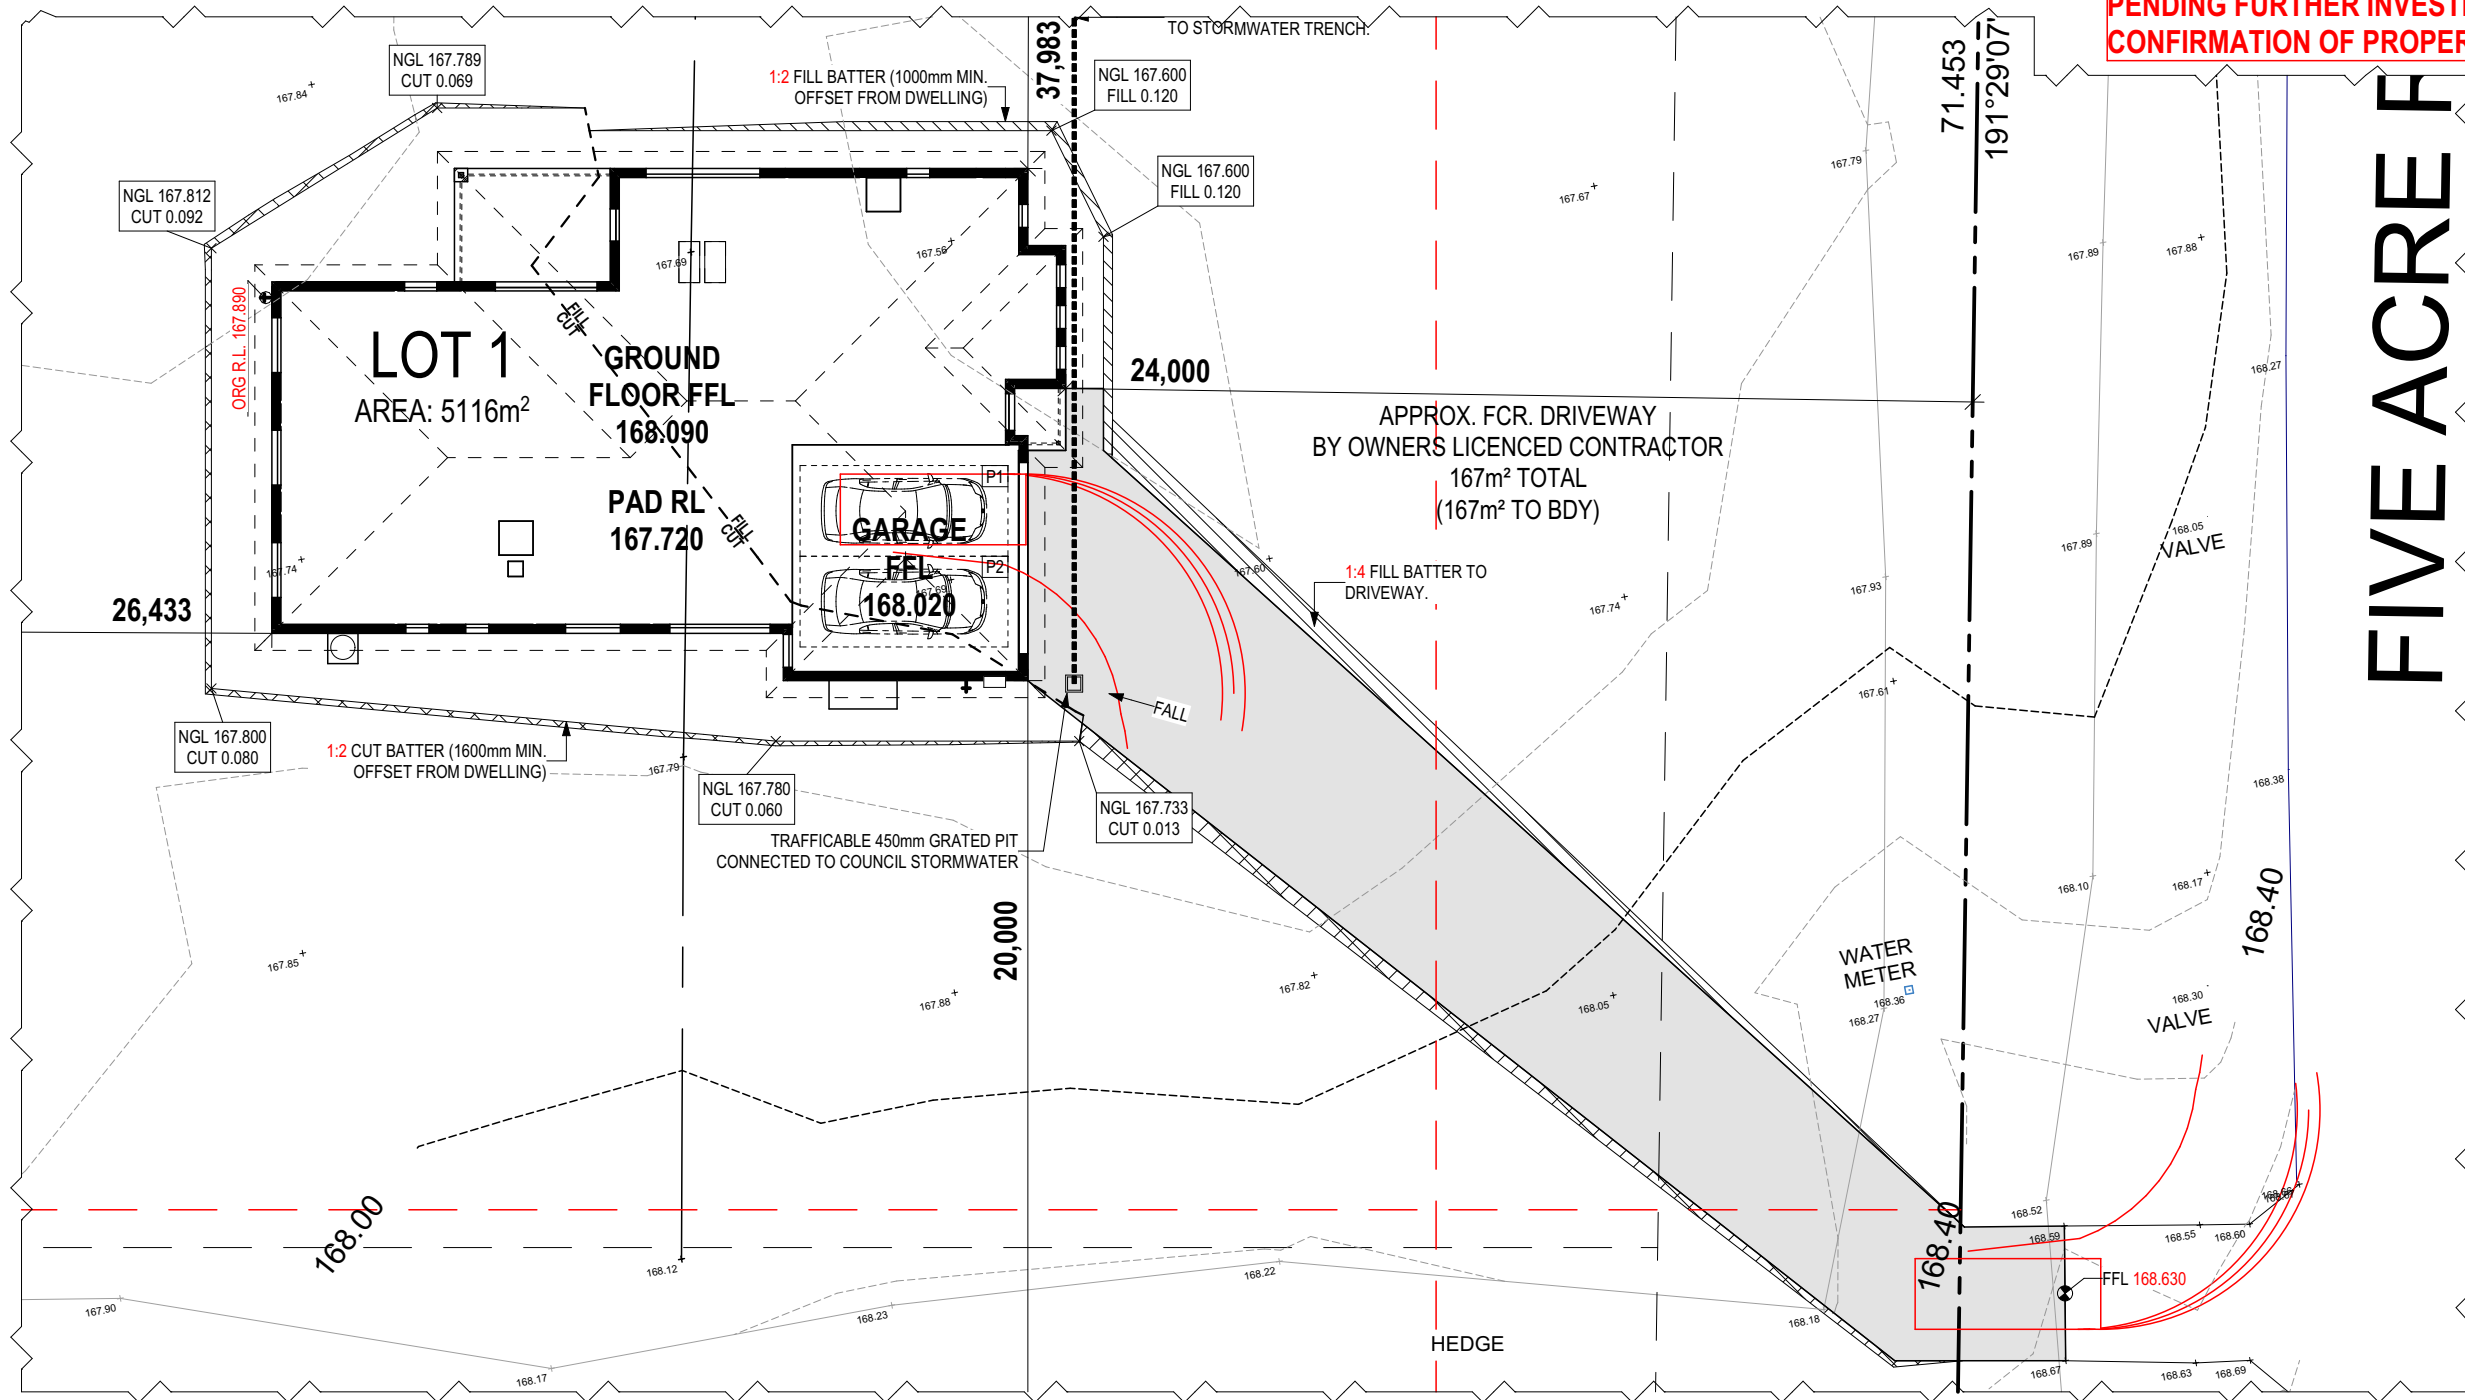 PENDING FURTHER
CONFIRMATION OF
TO STORMWATER TRENCH.
37,983
71.453
191°29'07"
FIVE ACRE
NGL 167.789
CUT 0.069
1:2 FILL BATTER (1000mm MIN.
OFFSET FROM DWELLING)
NGL 167.600
FILL 0.120
167.84
NGL 167.600
FILL 0.120
167.79
167.67
NGL 167.812
CUT 0.092
167.69
167.56
167.89
167.88
ORG R.L. 167.890
FILL
CUT
LOT 1
AREA: 5116m²
GROUND
FLOOR FFL
168.090
24,000
168.27
APPROX. FCR. DRIVEWAY
BY OWNERS LICENCED CONTRACTOR
167m² TOTAL
(167m² TO BDY)
PAD RL
167.720
FILL
CUT
P1
GARAGE
FFL
168.020
P2
167.69
167.74
167.60
1:4 FILL BATTER TO
DRIVEWAY.
167.74
167.93
167.89
168.05
VALVE
26,433
167.61
FALL
NGL 167.800
CUT 0.080
1:2 CUT BATTER (1600mm MIN.
OFFSET FROM DWELLING)
167.79
NGL 167.780
CUT 0.060
NGL 167.733
CUT 0.013
168.38
TRAFFICABLE 450mm GRATED PIT
CONNECTED TO COUNCIL STORMWATER
168.10
168.17
168.40
20,000
167.85
167.88
167.82
168.05
WATER
METER
168.36
168.27
168.30
VALVE
168.00
168.12
168.22
168.40
168.52
168.59
168.55
168.60
FFL 168.630
167.90
168.23
168.18
HEDGE
168.17
168.67
168.63
168.69